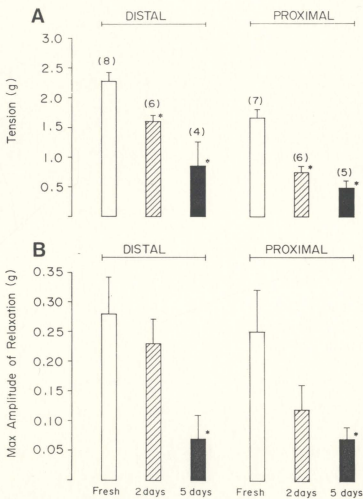 A
DISTAL
PROXIMAL
Tension (g)
3.0
2.5
2.0
1.5
1.0
0.5
(8)
(6)
*
(4)
*
(7)
(6)
*
(5)
*
B
DISTAL
PROXIMAL
Max Amplitude of Relaxation (g)
0.35
0.30
0.25
0.20
0.15
0.10
0.05
*
*
Fresh 2 days 5 days Fresh 2 days 5 days